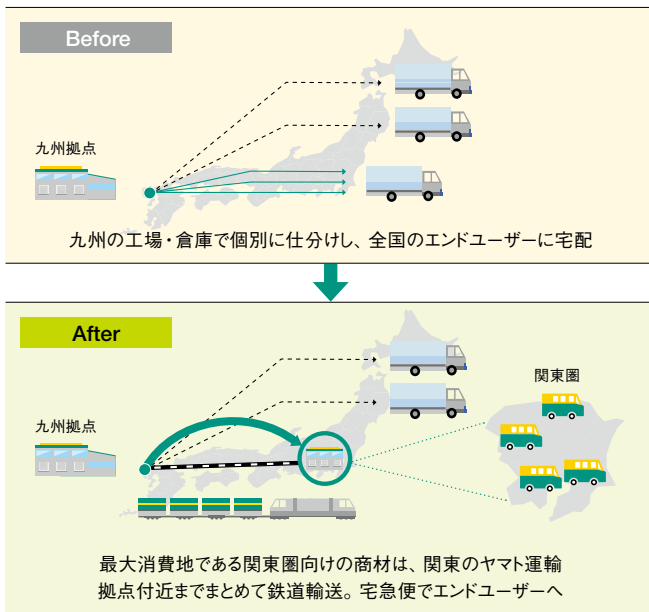 Before
九州拠点
九州の工場・倉庫で個別に仕分けし、全国のエンドユーザーに宅配
After
関東圏
九州拠点
最大消費地である関東圏向けの商材は、関東のヤマト運輸
拠点付近までまとめて鉄道輸送。宅急便でエンドユーザーへ